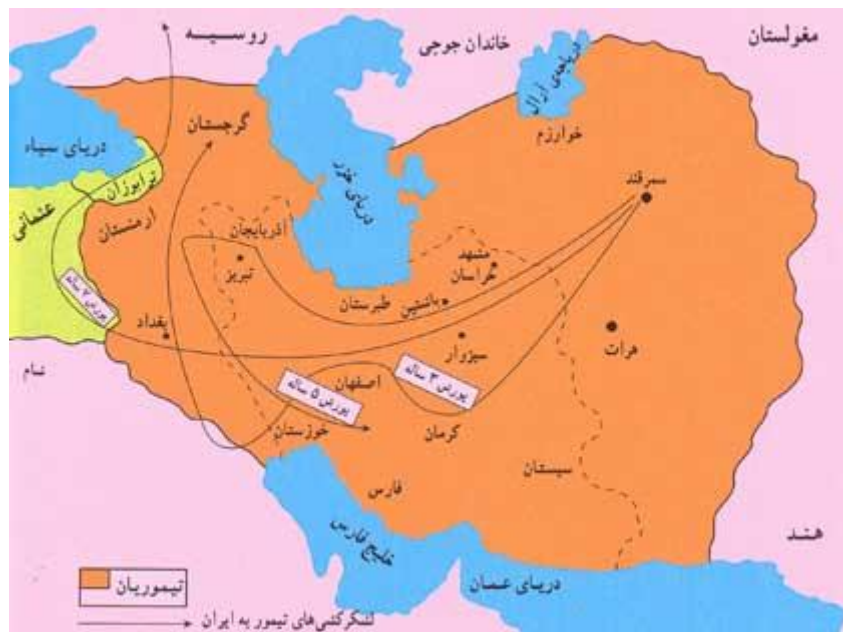 روسیه
خاندان جوجی
مغولستان
دریاچه‌ی آرال
خوارزم
گرجستان
دریای سیاه
ترابوزان
دریای خزر
سمرقند
عثمانی
ارمنستان
آذربایجان
تبریز
مشهد
خراسان
طبرستان
یورش ۷ ساله
بغداد
سبزوار
هرات
شام
اصفهان
یورش ۳ ساله
یورش ۵ ساله
خوزستان
کرمان
سیستان
فارس
خلیج فارس
هند
دریای عمان
تیموریان
لشکرکشی‌های تیمور به ایران